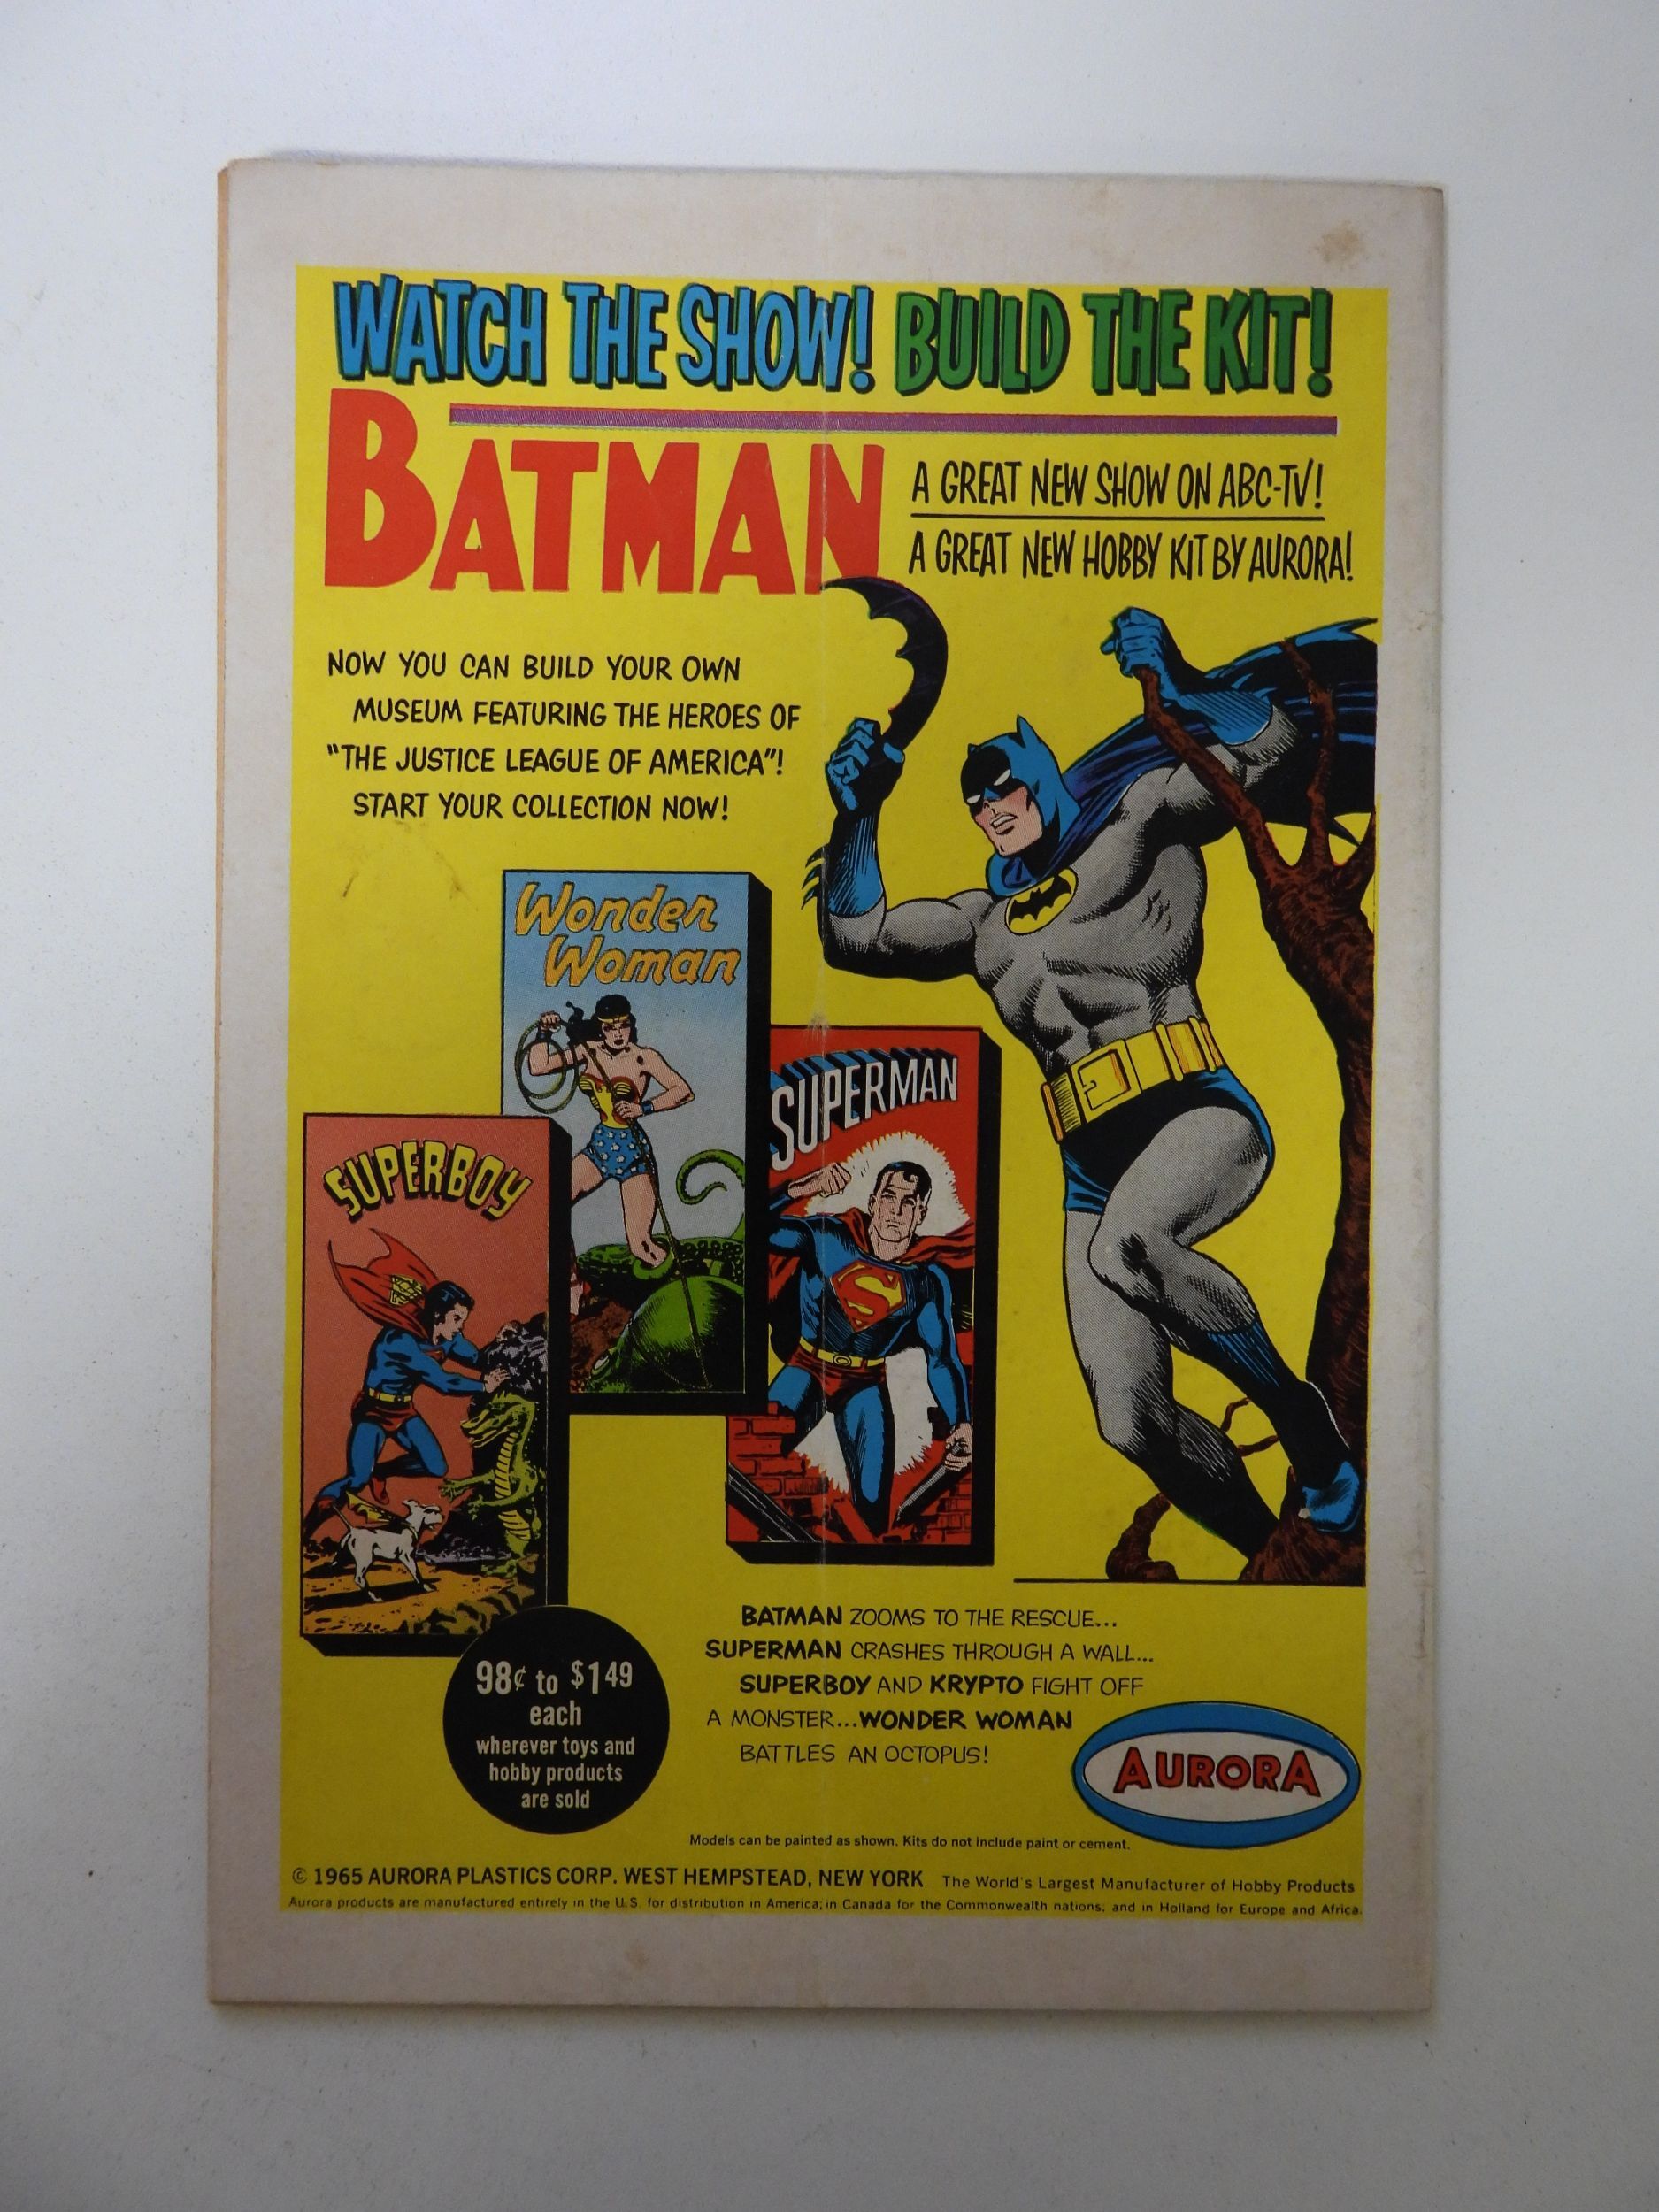 WATCH THE SHOW! BUILD THE KIT!
BATMAN
A GREAT NEW SHOW ON ABC-TV!
A GREAT NEW HOBBY KIT BY AURORA!
NOW YOU CAN BUILD YOUR OWN
MUSEUM FEATURING THE HEROES OF
"THE JUSTICE LEAGUE OF AMERICA"!
START YOUR COLLECTION NOW!
Wonder
Woman
SUPERMAN
S
SUPERBOY
BATMAN ZOOMS TO THE RESCUE...
SUPERMAN CRASHES THROUGH A WALL...
SUPERBOY AND KRYPTO FIGHT OFF
A MONSTER...WONDER WOMAN
BATTLES AN OCTOPUS!
98¢ to $1.49
each
wherever toys and
hobby products
are sold
AURORA
Models can be painted as shown. Kits do not include paint or cement.
© 1965 AURORA PLASTICS CORP. WEST HEMPSTEAD, NEW YORK The World's Largest Manufacturer of Hobby Products
Aurora products are manufactured entirely in the U.S. for distribution in America; in Canada for the Commonwealth nations; and in Holland for Europe and Africa.